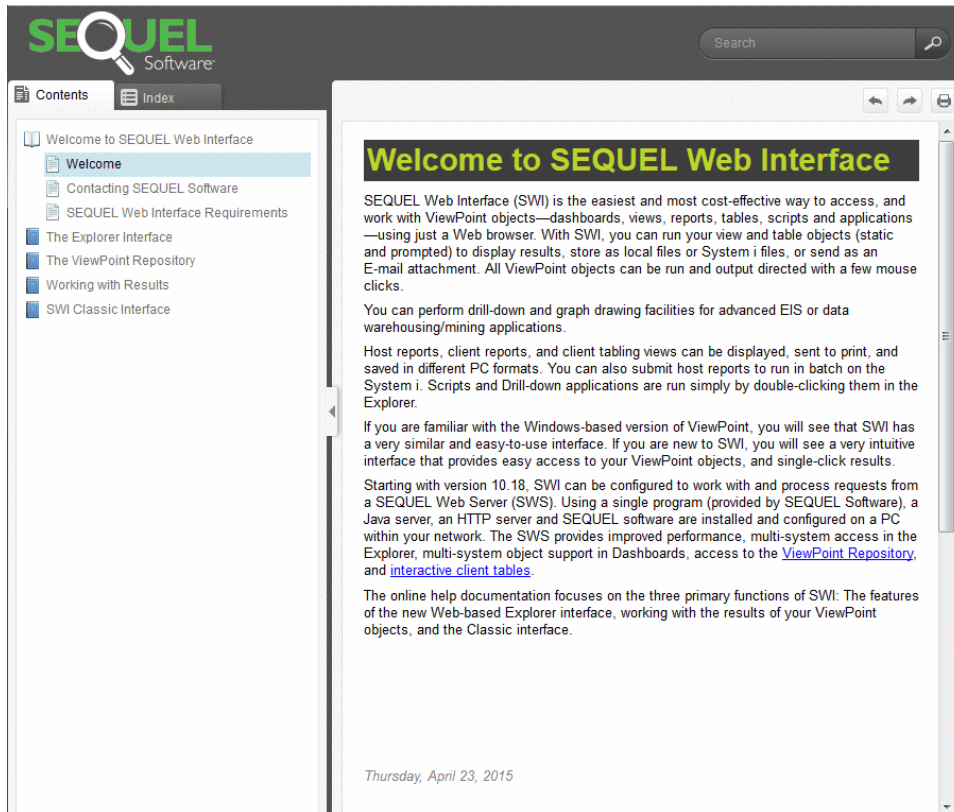 SEQUEL
Software
Search
Contents
Index
Welcome to SEQUEL Web Interface
Welcome
Contacting SEQUEL Software
SEQUEL Web Interface Requirements
The Explorer Interface
The ViewPoint Repository
Working with Results
SWI Classic Interface
Welcome to SEQUEL Web Interface
SEQUEL Web Interface (SWI) is the easiest and most cost-effective way to access, and
work with ViewPoint objects—dashboards, views, reports, tables, scripts and applications
—using just a Web browser. With SWI, you can run your view and table objects (static
and prompted) to display results, store as local files or System i files, or send as an
E-mail attachment. All ViewPoint objects can be run and output directed with a few mouse
clicks.
You can perform drill-down and graph drawing facilities for advanced EIS or data
warehousing/mining applications.
Host reports, client reports, and client tabling views can be displayed, sent to print, and
saved in different PC formats. You can also submit host reports to run in batch on the
System i. Scripts and Drill-down applications are run simply by double-clicking them in the
Explorer.
If you are familiar with the Windows-based version of ViewPoint, you will see that SWI has
a very similar and easy-to-use interface. If you are new to SWI, you will see a very intuitive
interface that provides easy access to your ViewPoint objects, and single-click results.
Starting with version 10.18, SWI can be configured to work with and process requests from
a SEQUEL Web Server (SWS). Using a single program (provided by SEQUEL Software), a
Java server, an HTTP server and SEQUEL software are installed and configured on a PC
within your network. The SWS provides improved performance, multi-system access in the
Explorer, multi-system object support in Dashboards, access to the ViewPoint Repository,
and interactive client tables.
The online help documentation focuses on the three primary functions of SWI: The features
of the new Web-based Explorer interface, working with the results of your ViewPoint
objects, and the Classic interface.
Thursday, April 23, 2015